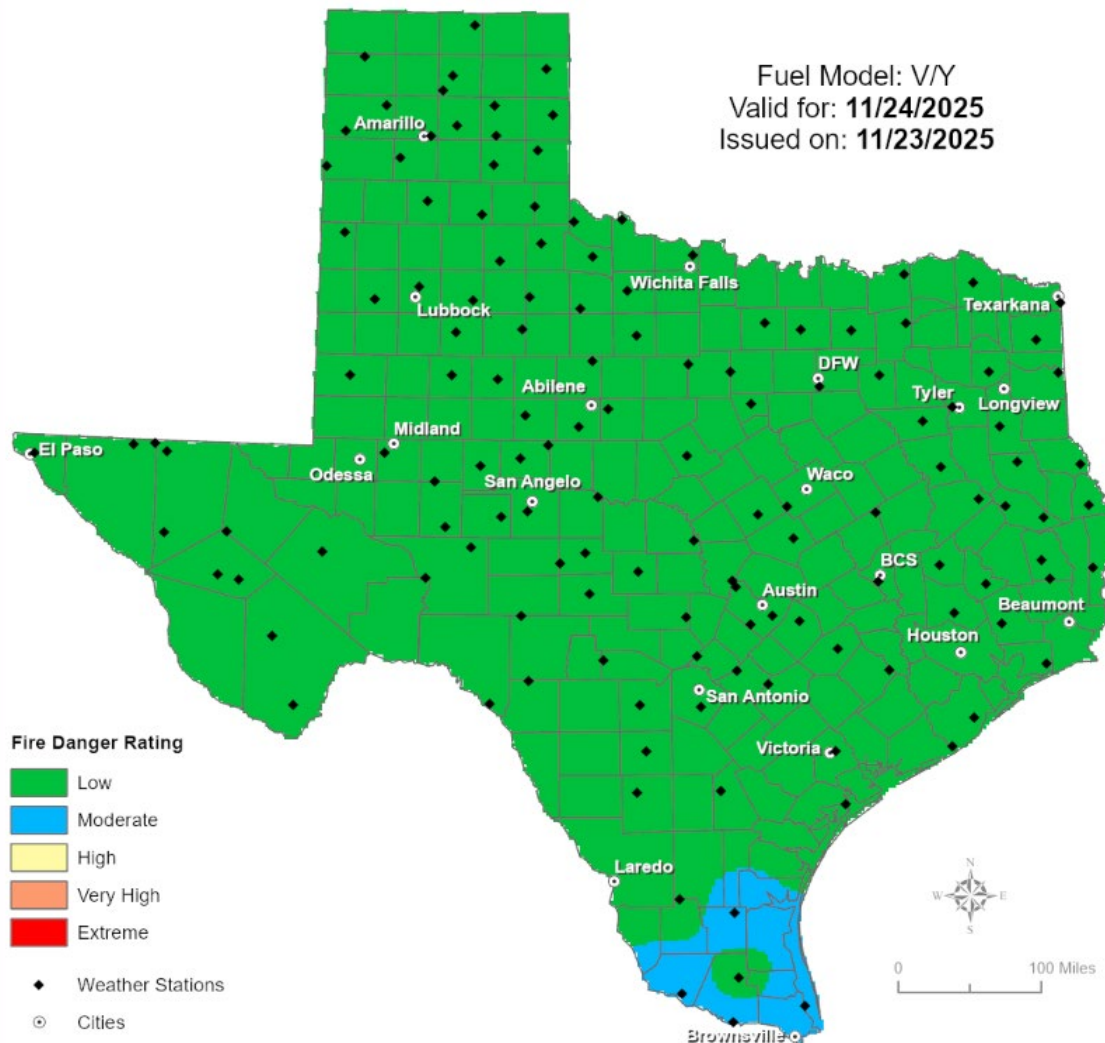 Fuel Model: V/Y
Valid for: 11/24/2025
Issued on: 11/23/2025
Amarillo
Wichita Falls
Lubbock
Texarkana
DFW
Abilene
Tyler
Longview
Midland
El Paso
Odessa
San Angelo
Waco
BCS
Austin
Beaumont
Houston
San Antonio
Victoria
Laredo
Brownsville
Fire Danger Rating
Low
Moderate
High
Very High
Extreme
Weather Stations
Cities
N
W E
S
0 100 Miles